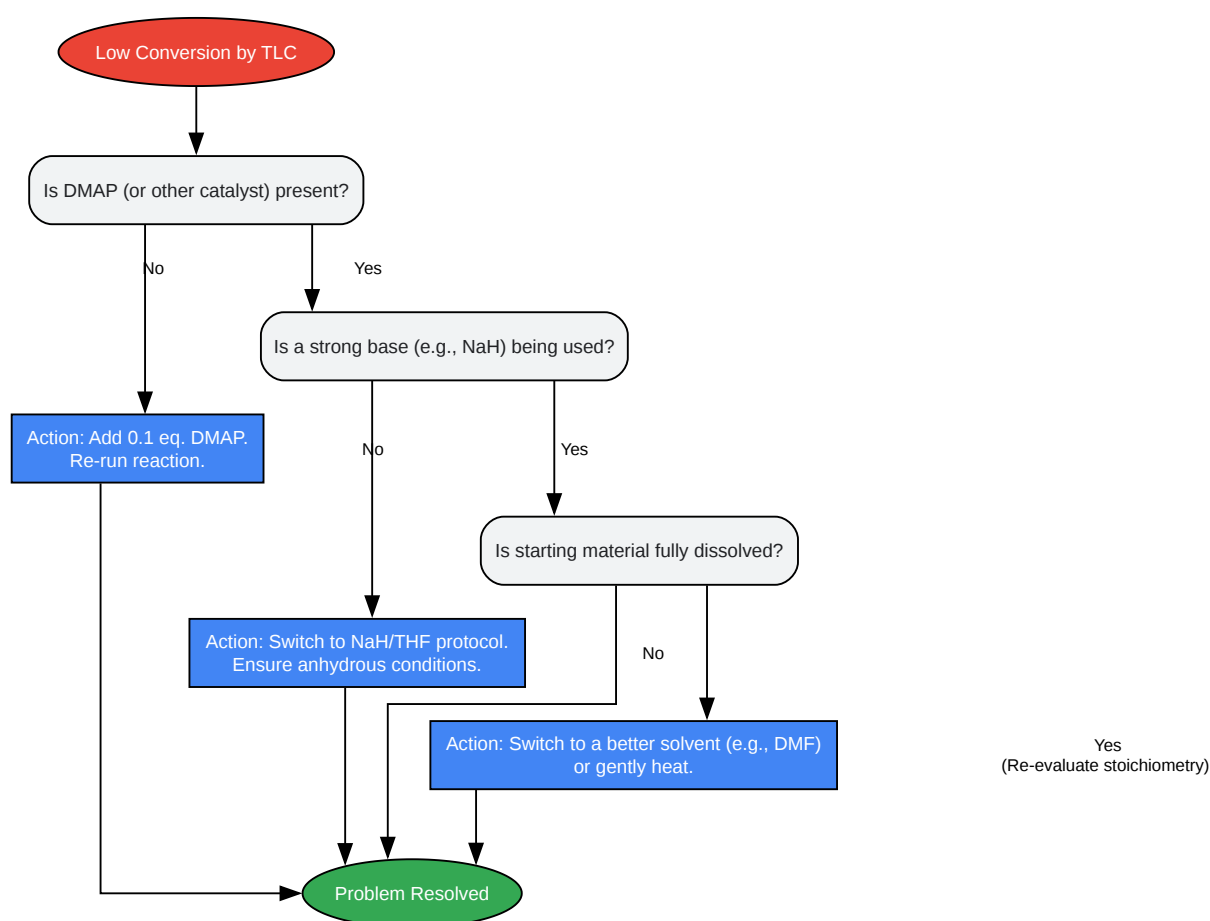 Low Conversion by TLC
Is DMAP (or other catalyst) present?
No
Yes
Is a strong base (e.g., NaH) being used?
Action: Add 0.1 eq. DMAP.
Re-run reaction.
No
Yes
Is starting material fully dissolved?
Action: Switch to NaH/THF protocol.
Ensure anhydrous conditions.
No
Action: Switch to a better solvent (e.g., DMF)
or gently heat.
Yes
(Re-evaluate stoichiometry)
Problem Resolved